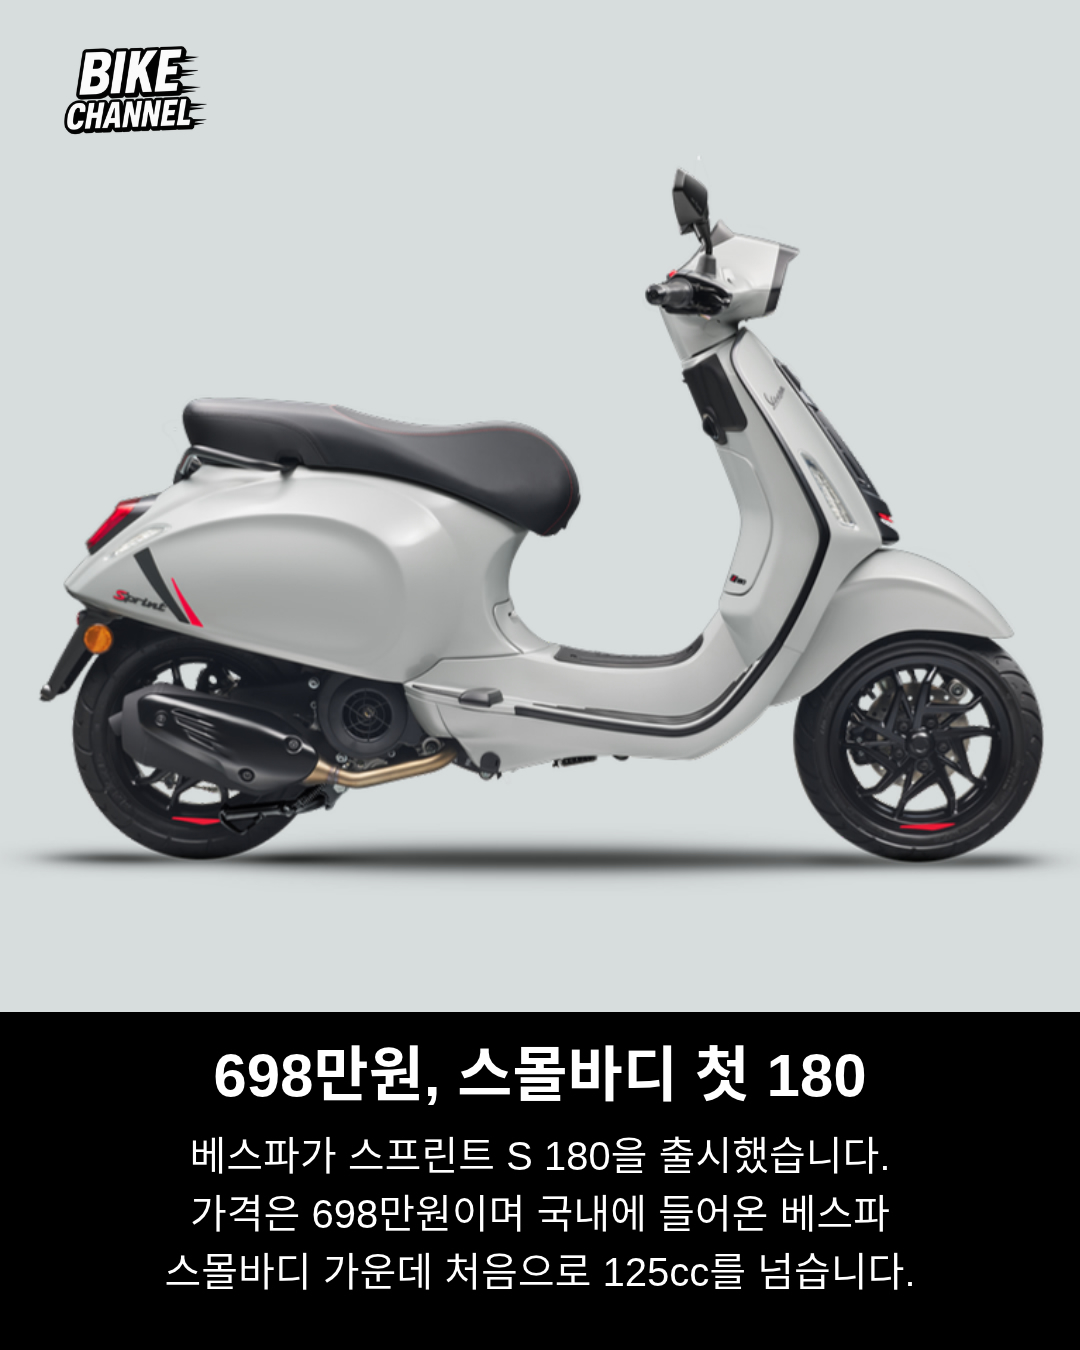 BIKE
CHANNEL
Vespa
Sprint
698만원, 스몰바디 첫 180
베스파가 스프린트 S 180을 출시했습니다.
가격은 698만원이며 국내에 들어온 베스파
스몰바디 가운데 처음으로 125cc를 넘습니다.